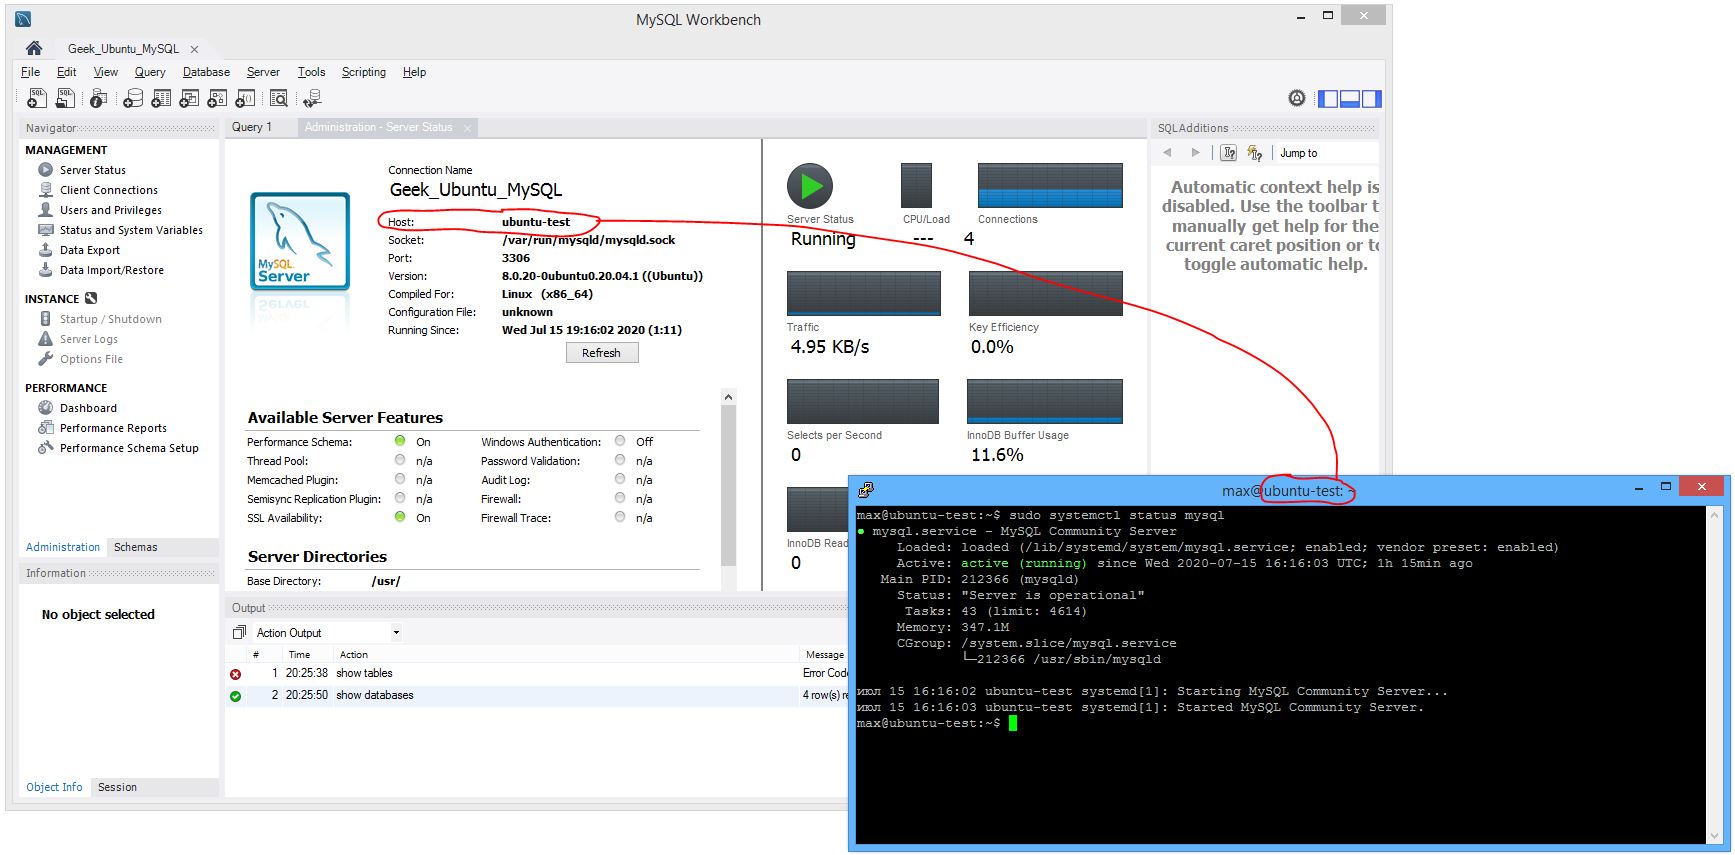 MySQL Workbench
Geek_Ubuntu_MySQL
File Edit View Query Database Server Tools Scripting Help
Navigator
MANAGEMENT
Server Status
Client Connections
Users and Privileges
Status and System Variables
Data Export
Data Import/Restore
INSTANCE
Startup / Shutdown
Server Logs
Options File
PERFORMANCE
Dashboard
Performance Reports
Performance Schema Setup
Administration Schemas
Information
No object selected
Object Info Session
Query 1 Administration - Server Status
Connection Name
Geek_Ubuntu_MySQL
Host: ubuntu-test
Socket: /var/run/mysqld/mysqld.sock
Port: 3306
Version: 8.0.20-0ubuntu0.20.04.1 ((Ubuntu))
Compiled For: Linux (x86_64)
Configuration File: unknown
Running Since: Wed Jul 15 19:16:02 2020 (1:11)
Refresh
MySQL
Server
Available Server Features
Performance Schema: On Windows Authentication: Off
Thread Pool: n/a Password Validation: n/a
Memcached Plugin: n/a Audit Log: n/a
Semisync Replication Plugin: n/a Firewall: n/a
SSL Availability: On Firewall Trace: n/a
Server Directories
Base Directory: /usr/
Server Status CPU/Load Connections
Running --- 4
Traffic Key Efficiency
4.95 KB/s 0.0%
Selects per Second InnoDB Buffer Usage
0 11.6%
InnoDB Read
0
SQLAdditions
Jump to
Automatic context help is
disabled. Use the toolbar t
manually get help for the
current caret position or to
toggle automatic help.
Output
Action Output
# Time Action Message
1 20:25:38 show tables Error Code
2 20:25:50 show databases 4 row(s) re
max@ubuntu-test: ~
max@ubuntu-test:~$ sudo systemctl status mysql
● mysql.service - MySQL Community Server
Loaded: loaded (/lib/systemd/system/mysql.service; enabled; vendor preset: enabled)
Active: active (running) since Wed 2020-07-15 16:16:03 UTC; 1h 15min ago
Main PID: 212366 (mysqld)
Status: "Server is operational"
Tasks: 43 (limit: 4614)
Memory: 347.1M
CGroup: /system.slice/mysql.service
└─212366 /usr/sbin/mysqld
июл 15 16:16:02 ubuntu-test systemd[1]: Starting MySQL Community Server...
июл 15 16:16:03 ubuntu-test systemd[1]: Started MySQL Community Server.
max@ubuntu-test:~$